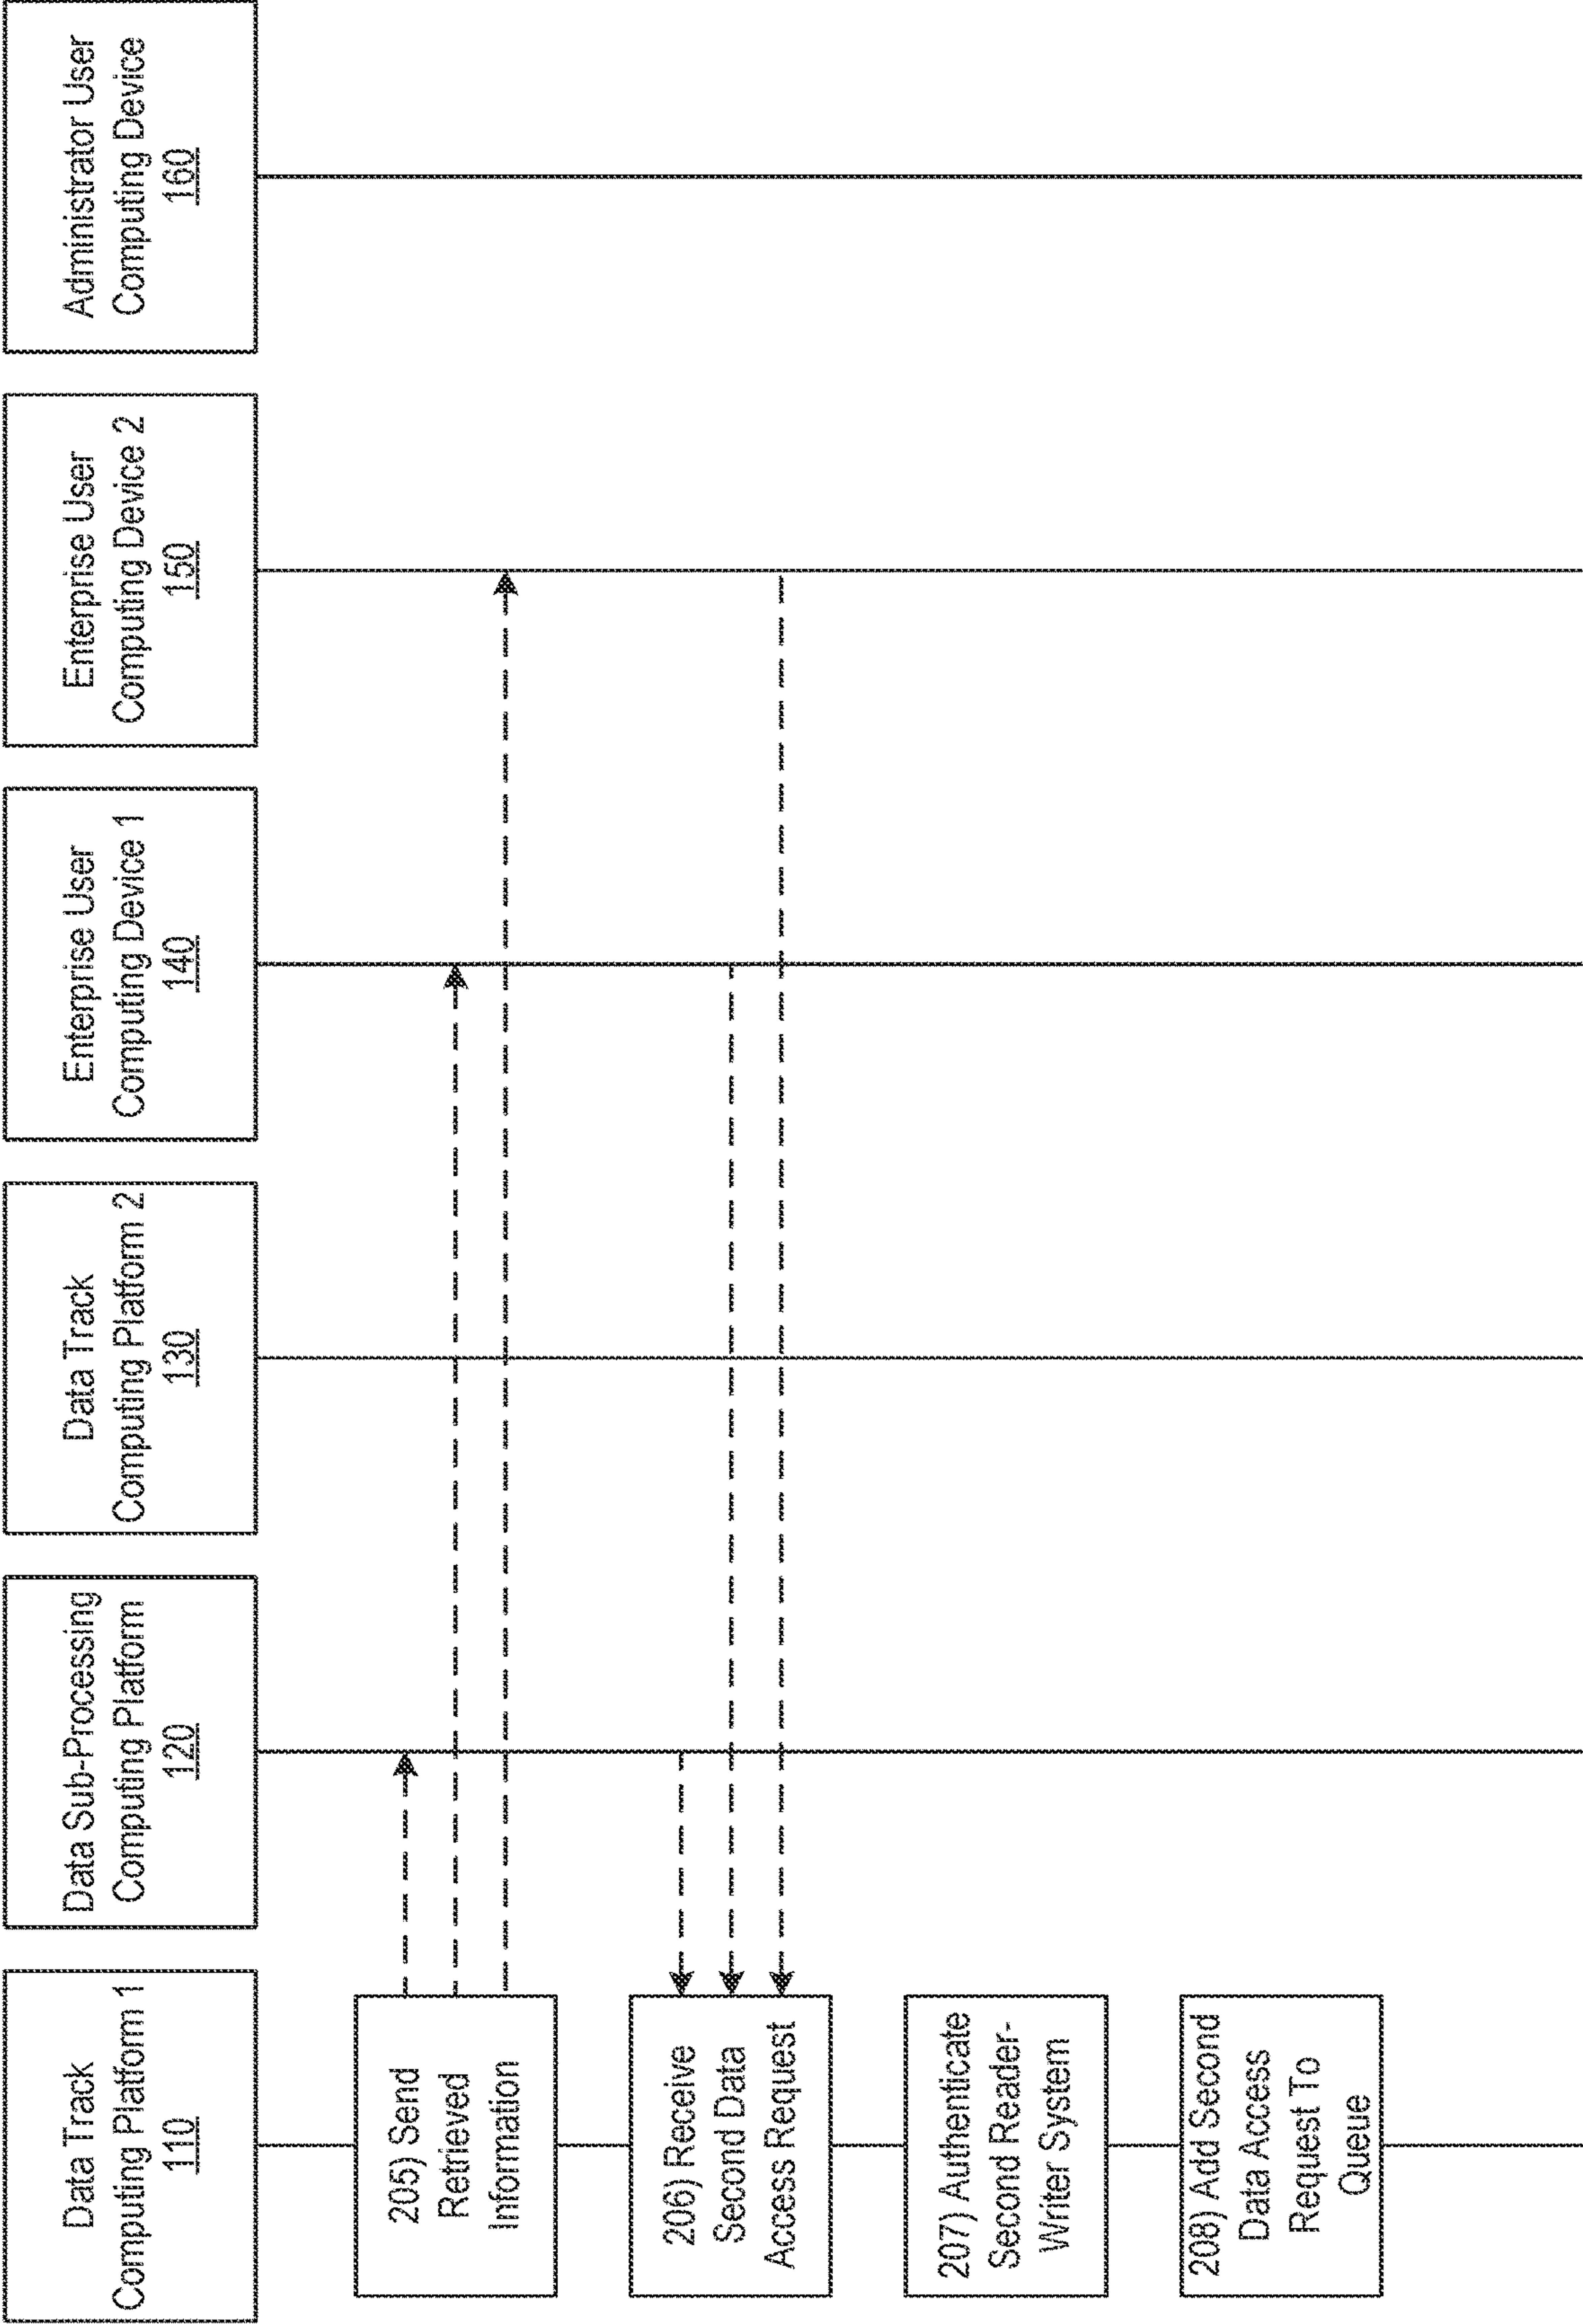 Data Track
Computing Platform 1
110
Data Sub-Processing
Computing Platform
120
Data Track
Computing Platform 2
130
Enterprise User
Computing Device 1
140
Enterprise User
Computing Device 2
150
Administrator User
Computing Device
160
205) Send
Retrieved
Information
206) Receive
Second Data
Access Request
207) Authenticate
Second Reader-
Writer System
208) Add Second
Data Access
Request To
Queue